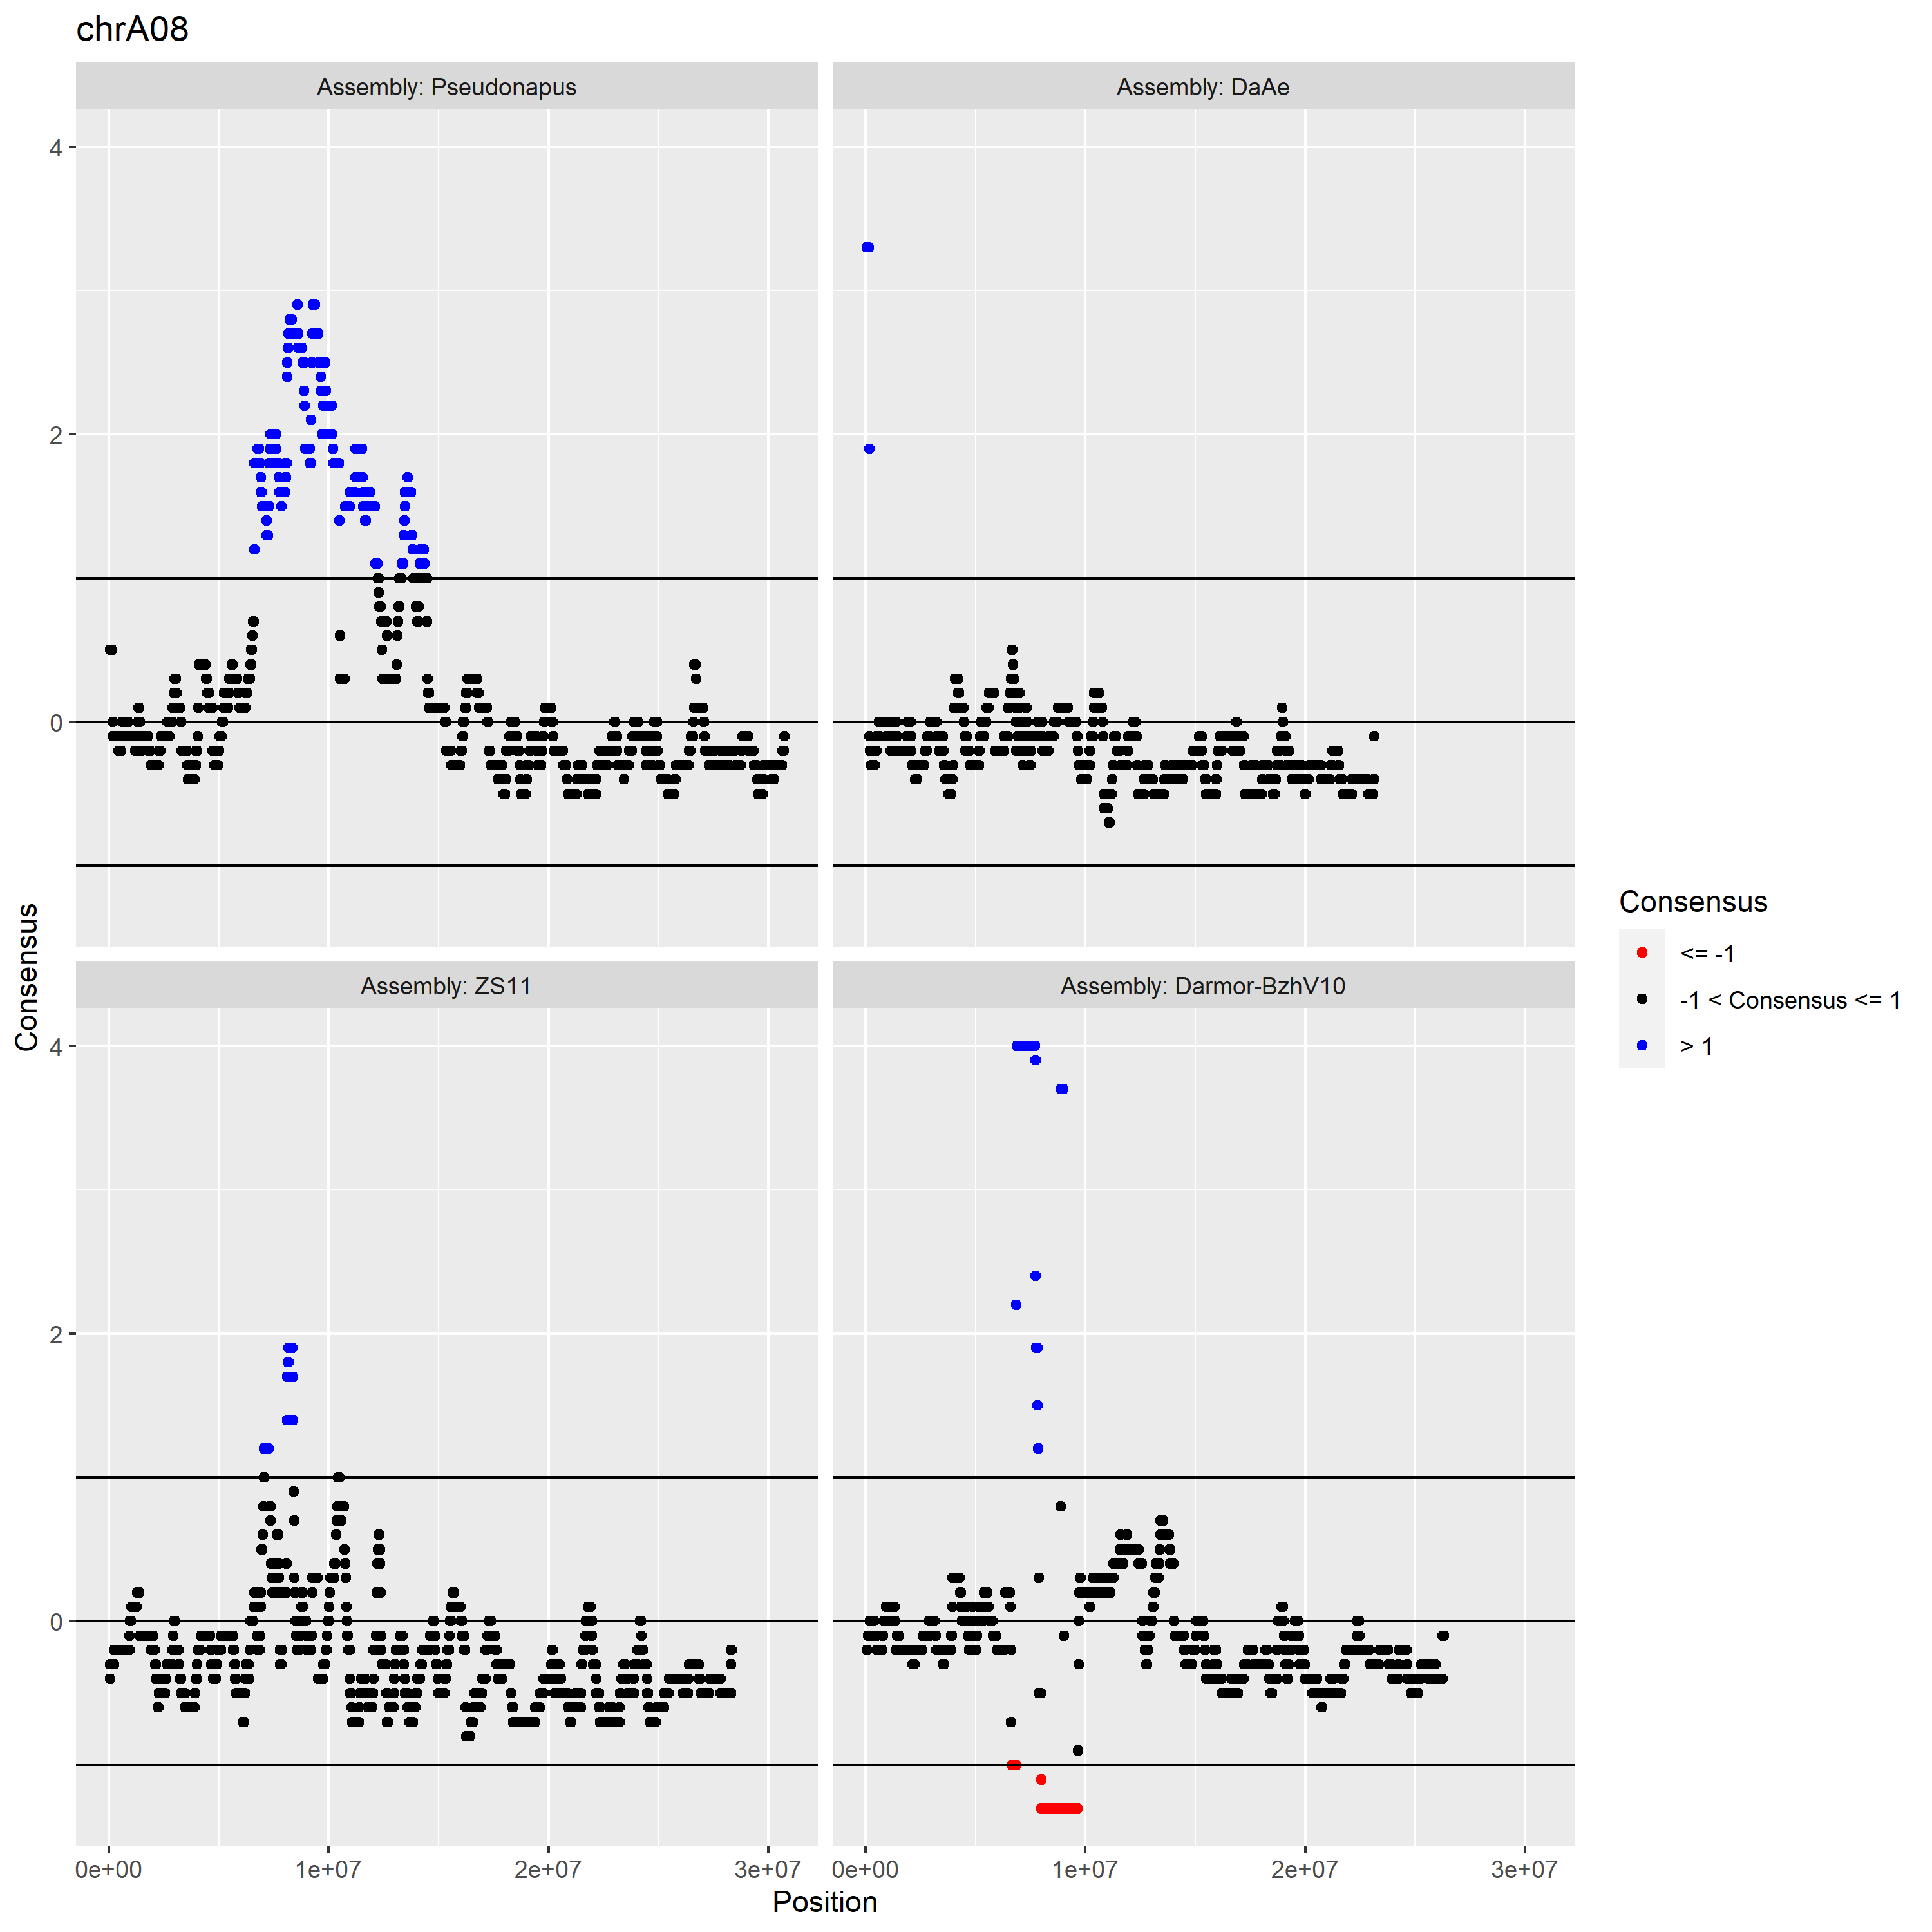 chrA08
Assembly: Pseudonapus
Assembly: DaAe
4
2
0
Assembly: ZS11
Assembly: Darmor-BzhV10
4
2
0
0e+00 1e+07 2e+07 3e+07 0e+00 1e+07 2e+07 3e+07
Position
Consensus
Consensus
<= -1
-1 < Consensus <= 1
> 1